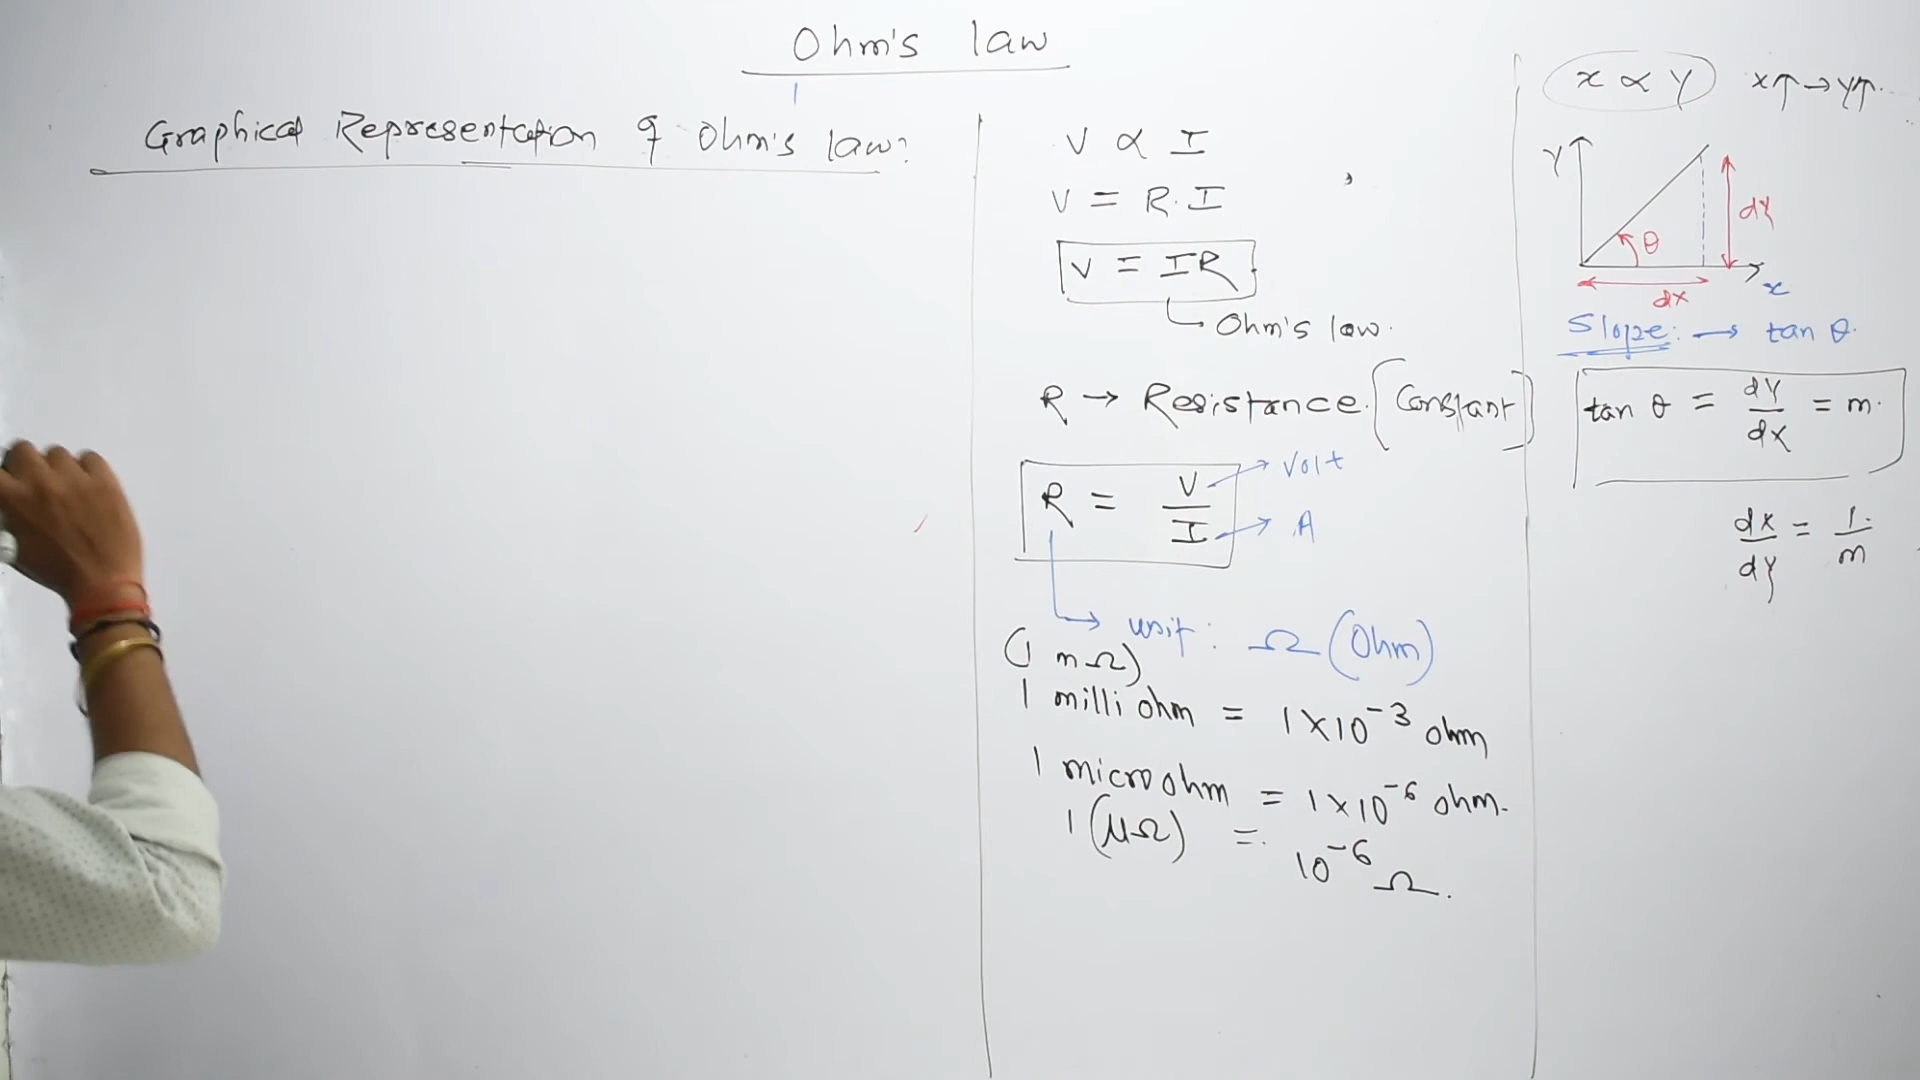 Ohm's law
Graphical Representation of Ohm's law:
V ∝ I
V = R.I
V = IR
Ohm's law.
R → Resistance. [Constant]
R = V/I
Volt
A
unit: Ω (Ohm)
(1 mΩ)
1 milli ohm = 1×10⁻³ ohm
1 micro ohm = 1×10⁻⁶ ohm.
1 (μΩ) = 10⁻⁶ Ω.
x ∝ y x↑→y↑.
Y
dy
θ
dx
x
Slope: → tan θ.
tan θ = dy/dx = m.
dx/dy = 1/m